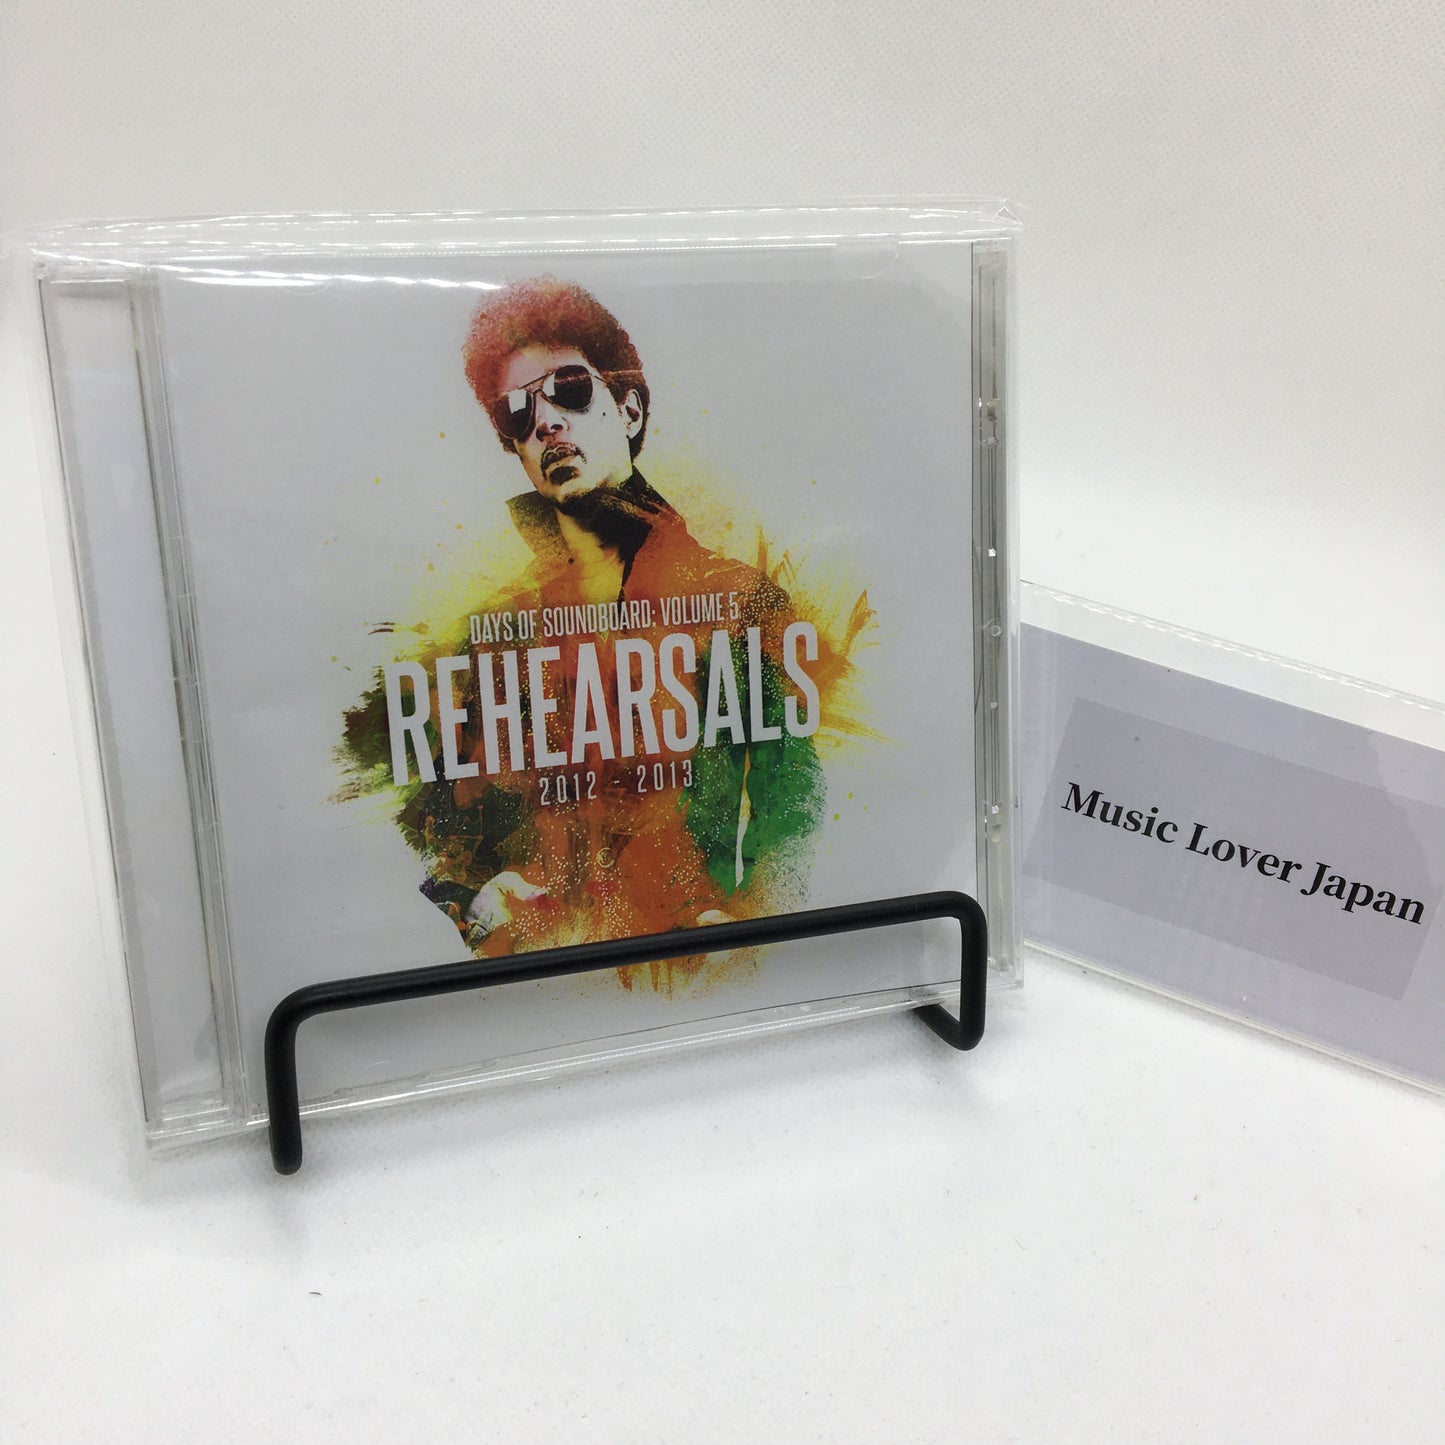 DAYS OF SOUNDBOARD: VOLUME 5
REHEARSALS
2012 - 2013
Music Lover Japan